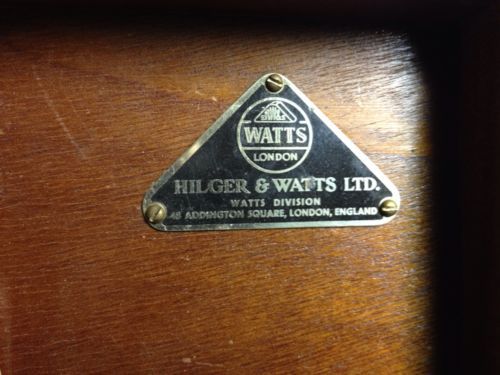 WATTS
LONDON
HILGER & WATTS LTD.
WATTS DIVISION
48 ADDINGTON SQUARE, LONDON, ENGLAND